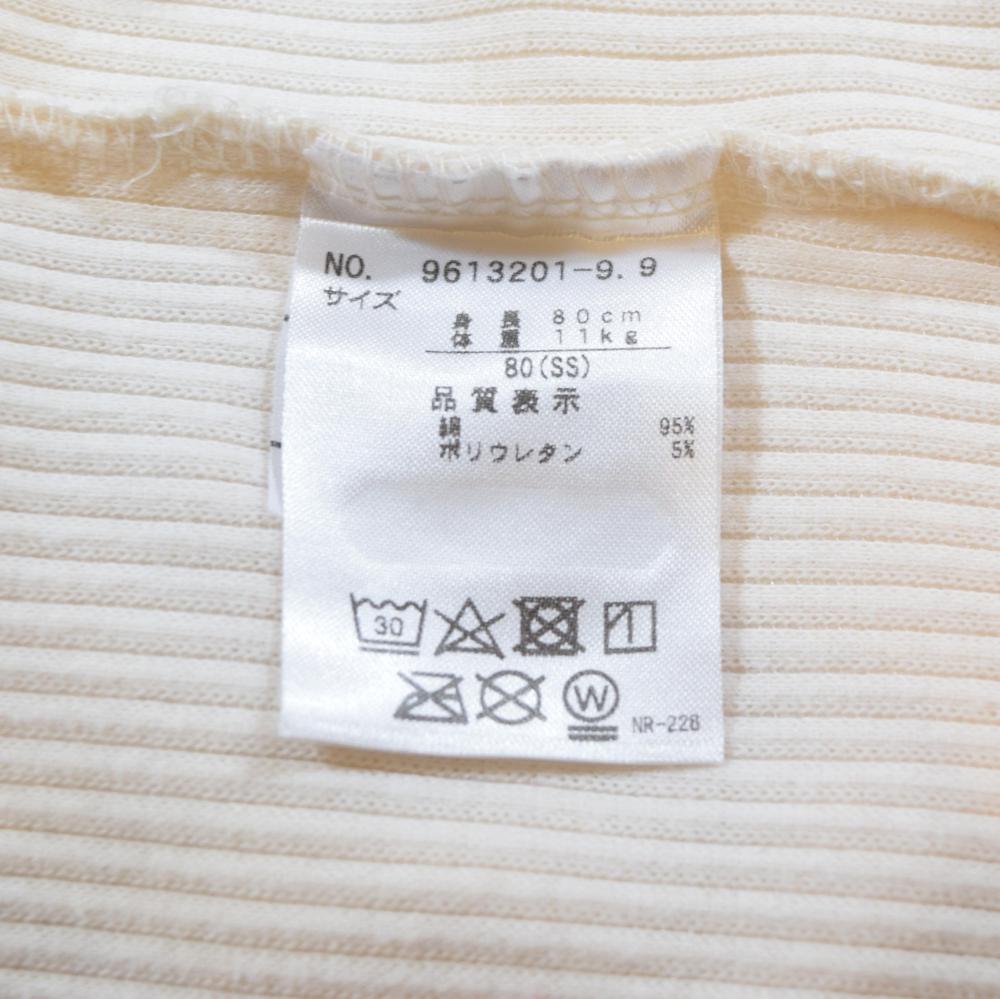 NO. 9613201-9.9
サイズ
身長 80cm
体重 11kg
80(SS)
品質表示
綿 95%
ポリウレタン 5%
30
W
NR-228